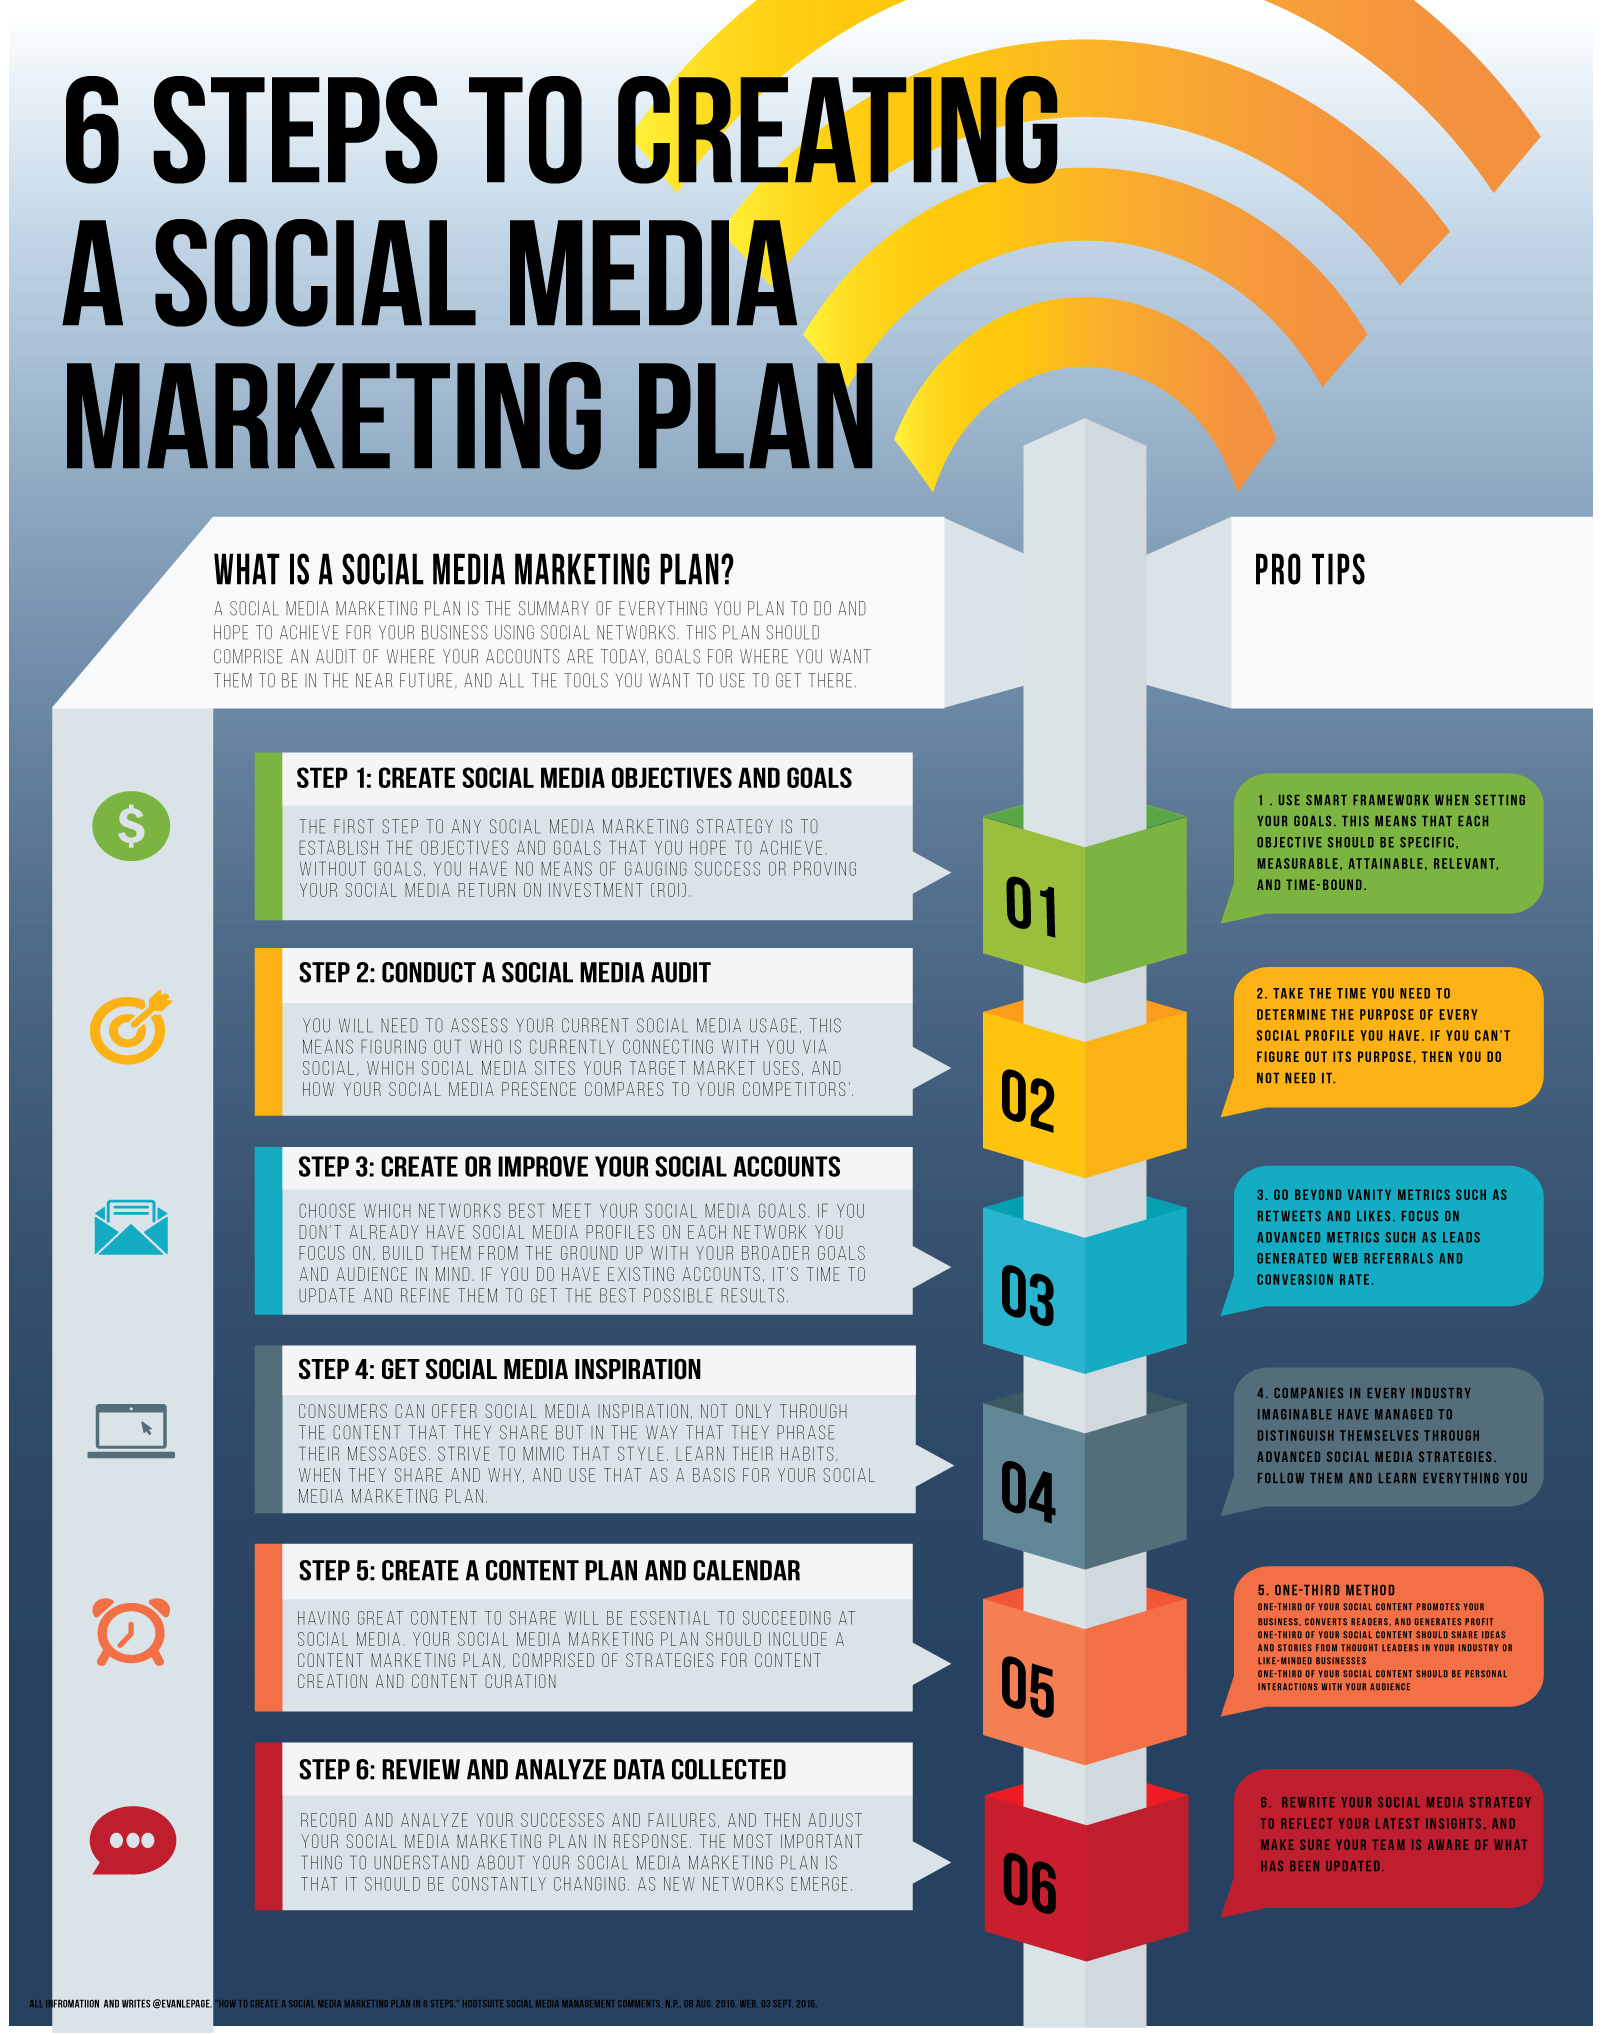 6 STEPS TO CREATING
A SOCIAL MEDIA
MARKETING PLAN
WHAT IS A SOCIAL MEDIA MARKETING PLAN?
A SOCIAL MEDIA MARKETING PLAN IS THE SUMMARY OF EVERYTHING YOU PLAN TO DO AND
HOPE TO ACHIEVE FOR YOUR BUSINESS USING SOCIAL NETWORKS. THIS PLAN SHOULD
COMPRISE AN AUDIT OF WHERE YOUR ACCOUNTS ARE TODAY, GOALS FOR WHERE YOU WANT
THEM TO BE IN THE NEAR FUTURE, AND ALL THE TOOLS YOU WANT TO USE TO GET THERE.
PRO TIPS
$
STEP 1: CREATE SOCIAL MEDIA OBJECTIVES AND GOALS
THE FIRST STEP TO ANY SOCIAL MEDIA MARKETING STRATEGY IS TO
ESTABLISH THE OBJECTIVES AND GOALS THAT YOU HOPE TO ACHIEVE.
WITHOUT GOALS, YOU HAVE NO MEANS OF GAUGING SUCCESS OR PROVING
YOUR SOCIAL MEDIA RETURN ON INVESTMENT (ROI).
01
1 . USE SMART FRAMEWORK WHEN SETTING
YOUR GOALS. THIS MEANS THAT EACH
OBJECTIVE SHOULD BE SPECIFIC,
MEASURABLE, ATTAINABLE, RELEVANT,
AND TIME-BOUND.
STEP 2: CONDUCT A SOCIAL MEDIA AUDIT
YOU WILL NEED TO ASSESS YOUR CURRENT SOCIAL MEDIA USAGE, THIS
MEANS FIGURING OUT WHO IS CURRENTLY CONNECTING WITH YOU VIA
SOCIAL, WHICH SOCIAL MEDIA SITES YOUR TARGET MARKET USES, AND
HOW YOUR SOCIAL MEDIA PRESENCE COMPARES TO YOUR COMPETITORS'.
02
2. TAKE THE TIME YOU NEED TO
DETERMINE THE PURPOSE OF EVERY
SOCIAL PROFILE YOU HAVE. IF YOU CAN'T
FIGURE OUT ITS PURPOSE, THEN YOU DO
NOT NEED IT.
STEP 3: CREATE OR IMPROVE YOUR SOCIAL ACCOUNTS
CHOOSE WHICH NETWORKS BEST MEET YOUR SOCIAL MEDIA GOALS. IF YOU
DON'T ALREADY HAVE SOCIAL MEDIA PROFILES ON EACH NETWORK YOU
FOCUS ON, BUILD THEM FROM THE GROUND UP WITH YOUR BROADER GOALS
AND AUDIENCE IN MIND. IF YOU DO HAVE EXISTING ACCOUNTS, IT'S TIME TO
UPDATE AND REFINE THEM TO GET THE BEST POSSIBLE RESULTS.
03
3. GO BEYOND VANITY METRICS SUCH AS
RETWEETS AND LIKES. FOCUS ON
ADVANCED METRICS SUCH AS LEADS
GENERATED WEB REFERRALS AND
CONVERSION RATE.
STEP 4: GET SOCIAL MEDIA INSPIRATION
CONSUMERS CAN OFFER SOCIAL MEDIA INSPIRATION, NOT ONLY THROUGH
THE CONTENT THAT THEY SHARE BUT IN THE WAY THAT THEY PHRASE
THEIR MESSAGES. STRIVE TO MIMIC THAT STYLE. LEARN THEIR HABITS,
WHEN THEY SHARE AND WHY, AND USE THAT AS A BASIS FOR YOUR SOCIAL
MEDIA MARKETING PLAN.
04
4. COMPANIES IN EVERY INDUSTRY
IMAGINABLE HAVE MANAGED TO
DISTINGUISH THEMSELVES THROUGH
ADVANCED SOCIAL MEDIA STRATEGIES.
FOLLOW THEM AND LEARN EVERYTHING YOU
STEP 5: CREATE A CONTENT PLAN AND CALENDAR
HAVING GREAT CONTENT TO SHARE WILL BE ESSENTIAL TO SUCCEEDING AT
SOCIAL MEDIA. YOUR SOCIAL MEDIA MARKETING PLAN SHOULD INCLUDE A
CONTENT MARKETING PLAN, COMPRISED OF STRATEGIES FOR CONTENT
CREATION AND CONTENT CURATION
05
5. ONE-THIRD METHOD
ONE-THIRD OF YOUR SOCIAL CONTENT PROMOTES YOUR
BUSINESS, CONVERTS READERS, AND GENERATES PROFIT
ONE-THIRD OF YOUR SOCIAL CONTENT SHOULD SHARE IDEAS
AND STORIES FROM THOUGHT LEADERS IN YOUR INDUSTRY OR
LIKE-MINDED BUSINESSES
ONE-THIRD OF YOUR SOCIAL CONTENT SHOULD BE PERSONAL
INTERACTIONS WITH YOUR AUDIENCE
STEP 6: REVIEW AND ANALYZE DATA COLLECTED
RECORD AND ANALYZE YOUR SUCCESSES AND FAILURES, AND THEN ADJUST
YOUR SOCIAL MEDIA MARKETING PLAN IN RESPONSE. THE MOST IMPORTANT
THING TO UNDERSTAND ABOUT YOUR SOCIAL MEDIA MARKETING PLAN IS
THAT IT SHOULD BE CONSTANTLY CHANGING. AS NEW NETWORKS EMERGE.
06
6. REWRITE YOUR SOCIAL MEDIA STRATEGY
TO REFLECT YOUR LATEST INSIGHTS, AND
MAKE SURE YOUR TEAM IS AWARE OF WHAT
HAS BEEN UPDATED.
ALL INFROMATIION AND WRITES @EVANLEPAGE. "HOW TO CREATE A SOCIAL MEDIA MARKETING PLAN IN 6 STEPS." HOOTSUITE SOCIAL MEDIA MANAGEMENT COMMENTS. N.P., 08 AUG. 2016. WEB. 03 SEPT. 2016.